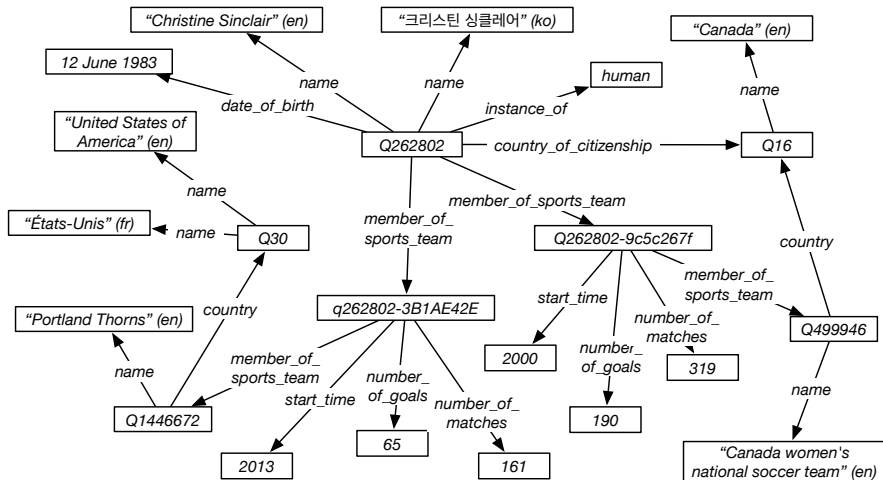 “Christine Sinclair” (en)
“크리스틴 싱클레어” (ko)
“Canada” (en)
12 June 1983
name
name
human
name
date_of_birth
instance_of
“United States of
America” (en)
Q262802
country_of_citizenship
Q16
name
member_of_sports_team
“États-Unis” (fr)
name
Q30
member_of_
sports_team
Q262802-9c5c267f
country
start_time
member_of_
sports_team
“Portland Thorns” (en)
country
q262802-3B1AE42E
number_of_
matches
Q499946
name
member_of_
sports_team
2000
number_
of_goals
319
start_time
number_
of_goals
number_of_
matches
name
Q1446672
65
190
2013
161
“Canada women's
national soccer team” (en)